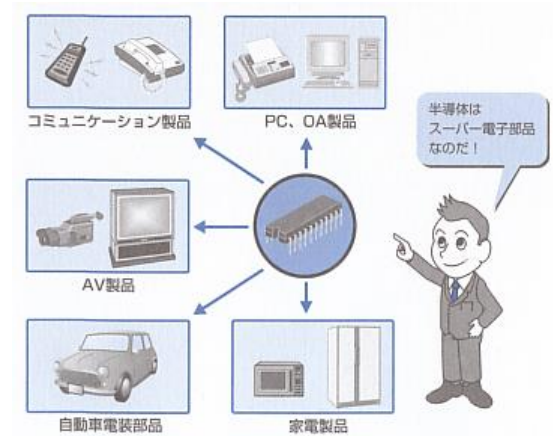 コミュニケーション製品
PC、OA製品
半導体は
スーパー電子部品
なのだ！
AV製品
自動車電装部品
家電製品